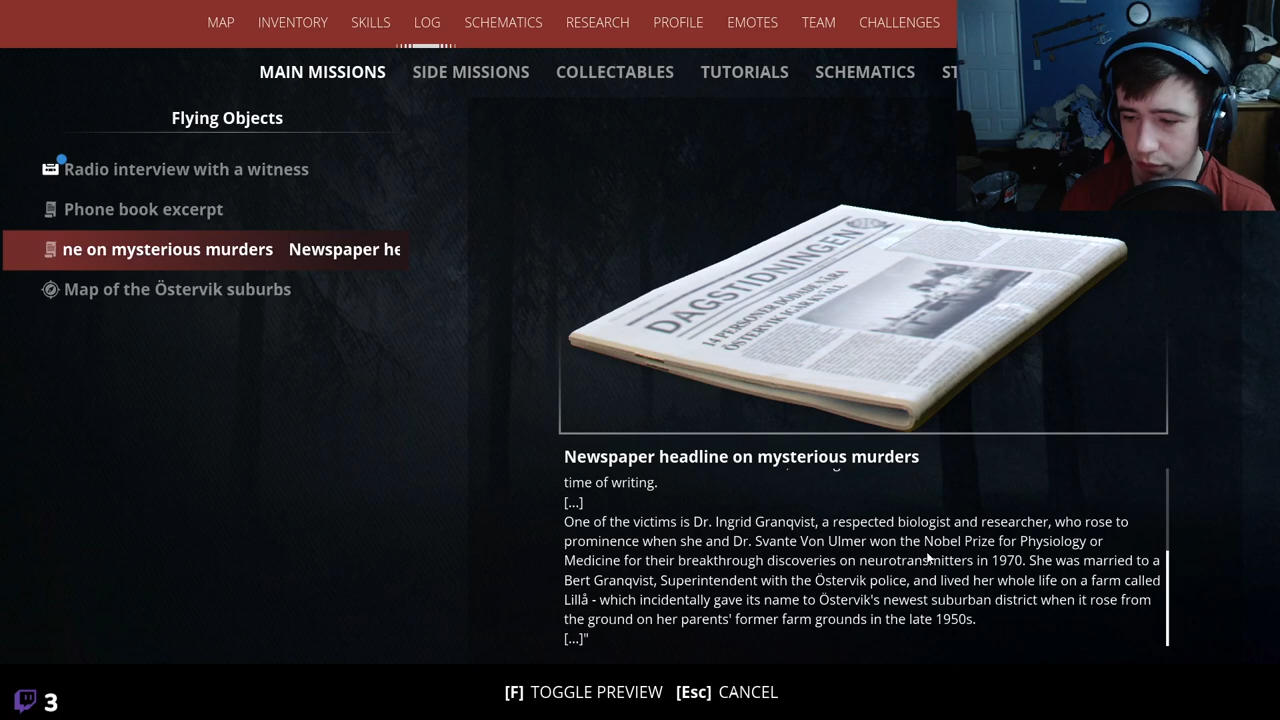 MAP INVENTORY SKILLS LOG SCHEMATICS RESEARCH PROFILE EMOTES TEAM CHALLENGES
MAIN MISSIONS SIDE MISSIONS COLLECTABLES TUTORIALS SCHEMATICS ST
Flying Objects
Radio interview with a witness
Phone book excerpt
ne on mysterious murders Newspaper he
Map of the Östervik suburbs
DAGSTIDNINGEN
14 PERSONER DÖDADE NÄRA
ÖSTERVIK IGÅR KVÄLL
Newspaper headline on mysterious murders
time of writing.
[...]
One of the victims is Dr. Ingrid Granqvist, a respected biologist and researcher, who rose to
prominence when she and Dr. Svante Von Ulmer won the Nobel Prize for Physiology or
Medicine for their breakthrough discoveries on neurotransmitters in 1970. She was married to a
Bert Granqvist, Superintendent with the Östervik police, and lived her whole life on a farm called
Lillå - which incidentally gave its name to Östervik's newest suburban district when it rose from
the ground on her parents' former farm grounds in the late 1950s.
[...]"
[F] TOGGLE PREVIEW [Esc] CANCEL
3